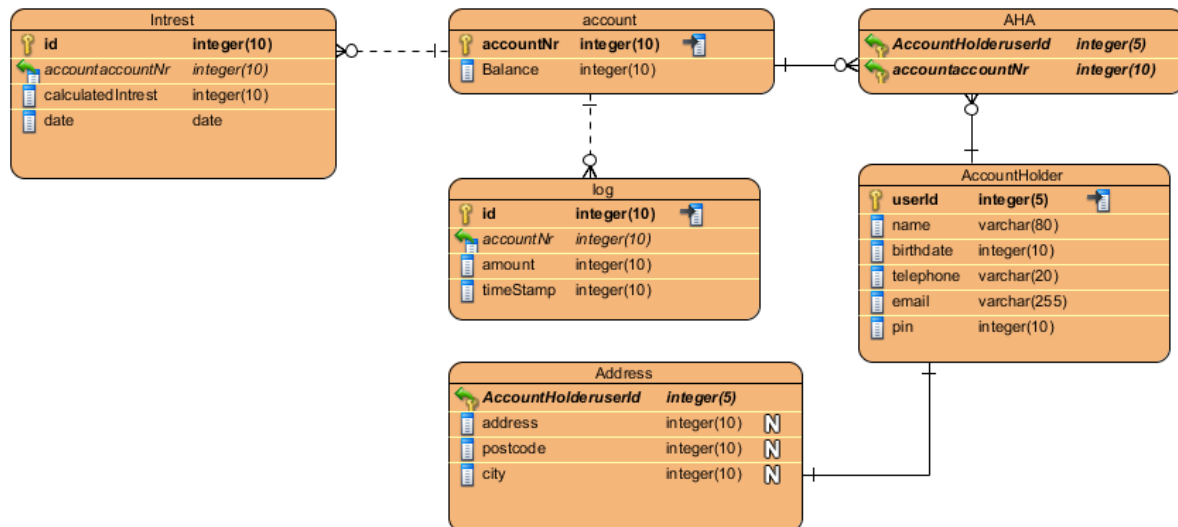 Intrest
id integer(10)
accountaccountNr integer(10)
calculatedIntrest integer(10)
date date
account
accountNr integer(10)
Balance integer(10)
AHA
AccountHolderuserId integer(5)
accountaccountNr integer(10)
log
id integer(10)
accountNr integer(10)
amount integer(10)
timeStamp integer(10)
AccountHolder
userId integer(5)
name varchar(80)
birthdate integer(10)
telephone varchar(20)
email varchar(255)
pin integer(10)
Address
AccountHolderuserId integer(5)
address integer(10) N
postcode integer(10) N
city integer(10) N